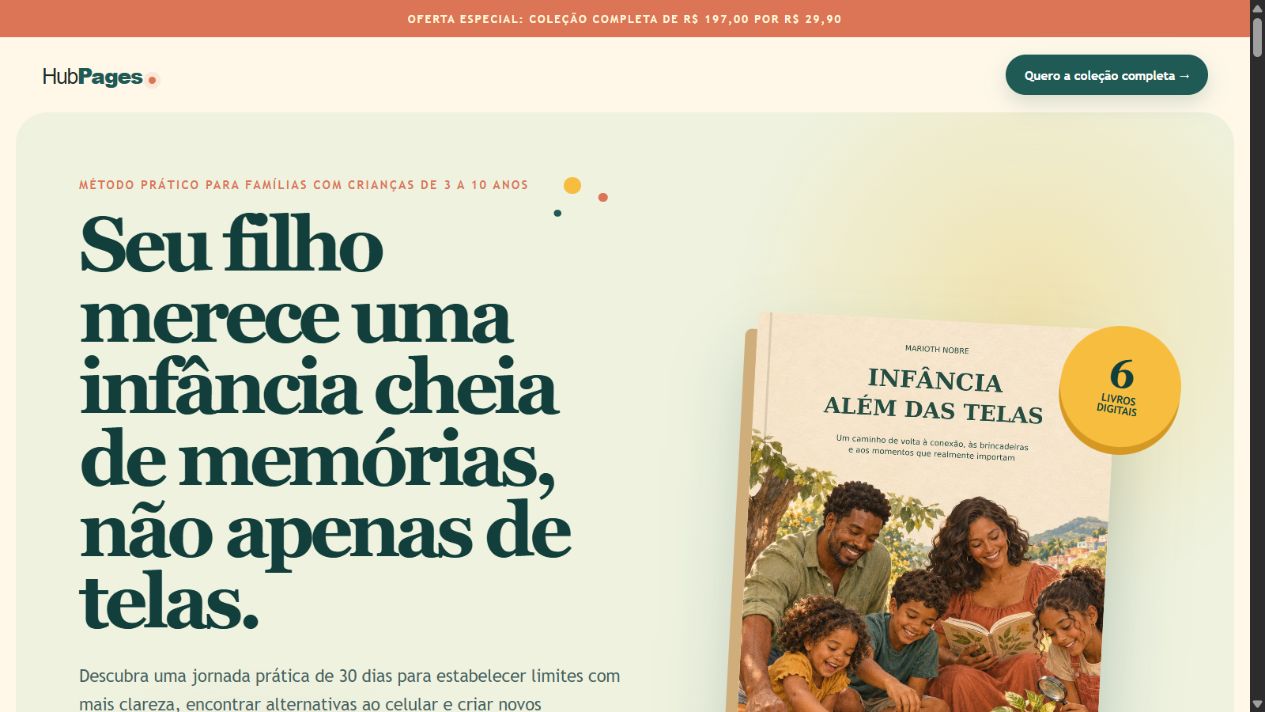 OFERTA ESPECIAL: COLEÇÃO COMPLETA DE R$ 197,00 POR R$ 29,90
HubPages
Quero a coleção completa →
MÉTODO PRÁTICO PARA FAMÍLIAS COM CRIANÇAS DE 3 A 10 ANOS
Seu filho
merece uma
infância cheia
de memórias,
não apenas de
telas.
Descubra uma jornada prática de 30 dias para estabelecer limites com
mais clareza, encontrar alternativas ao celular e criar novos
MARIOTH NOBRE
INFÂNCIA
ALÉM DAS TELAS
Um caminho de volta à conexão, às brincadeiras
e aos momentos que realmente importam
6
LIVROS
DIGITAIS